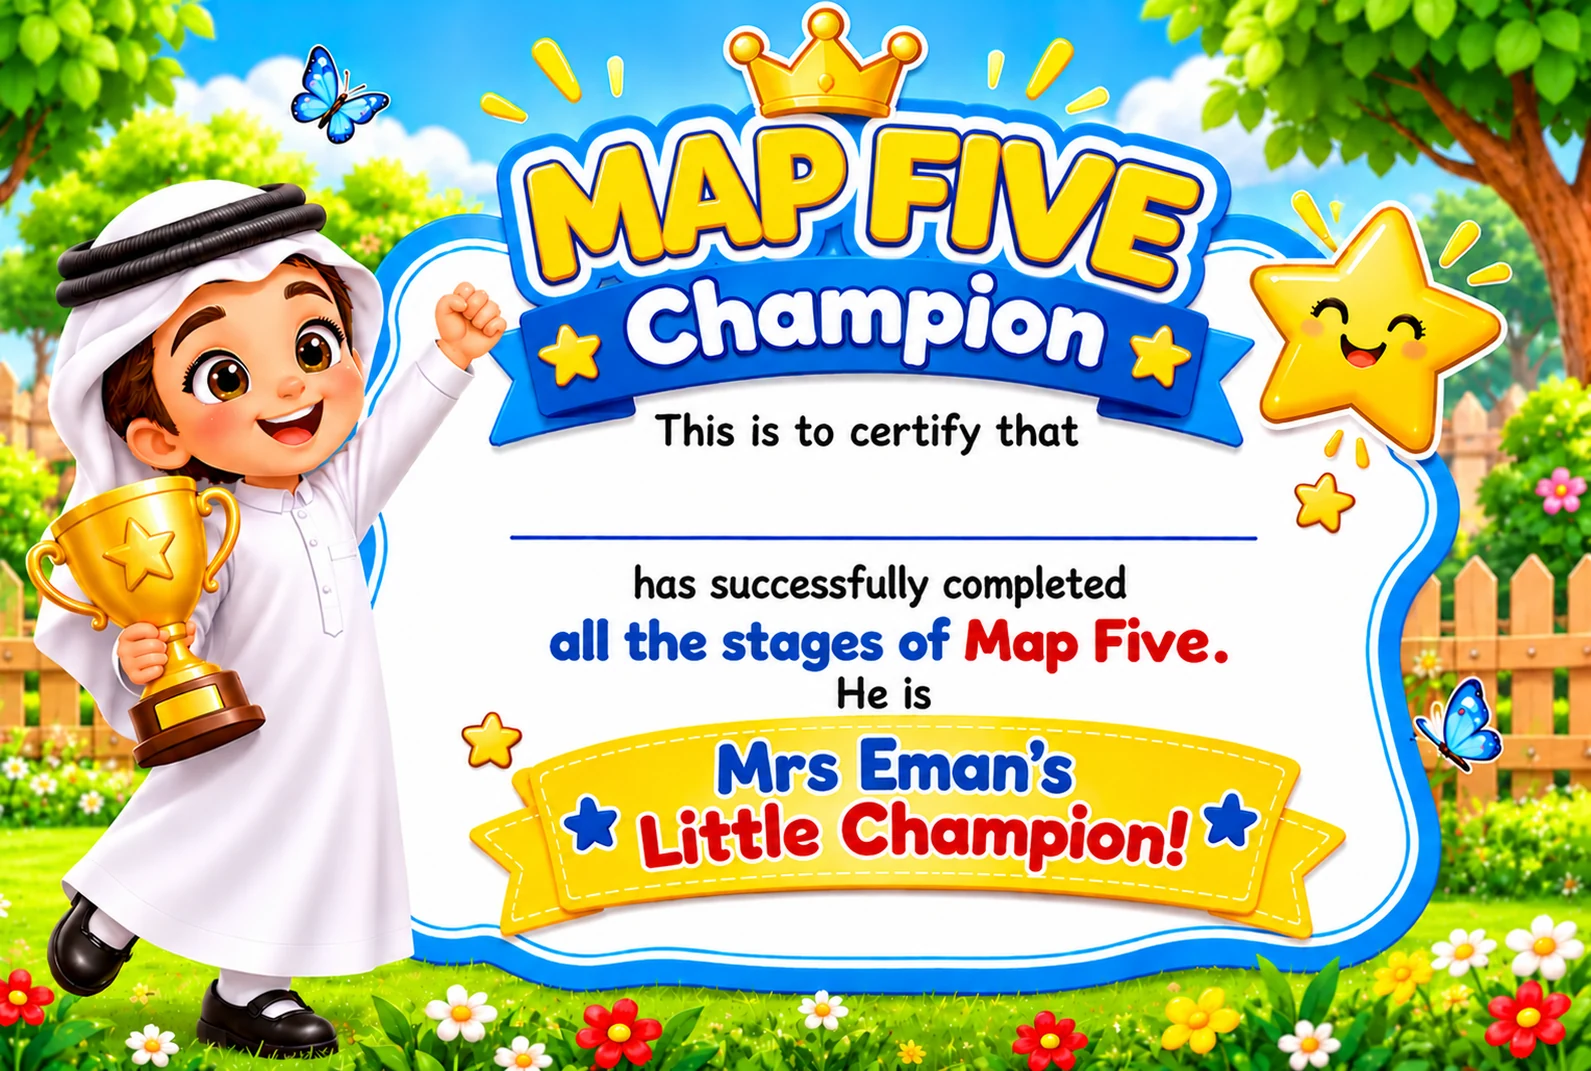 MAP FIVE
Champion
This is to certify that
has successfully completed
all the stages of Map Five.
He is
Mrs Eman’s
Little Champion!